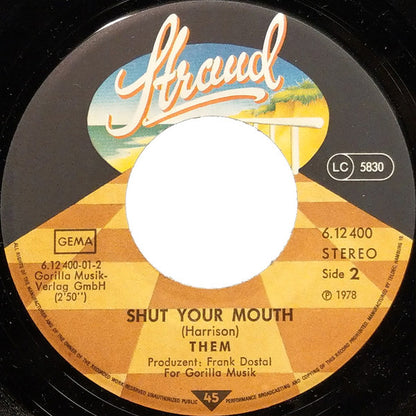 Strand
LC 5830
GEMA
6.12 400-01-2
Gorilla Musik-
Verlag GmbH
(2'50")
6.12 400
STEREO
Side 2
℗ 1978
SHUT YOUR MOUTH
(Harrison)
THEM
Produzent: Frank Dostal
For Gorilla Musik
45